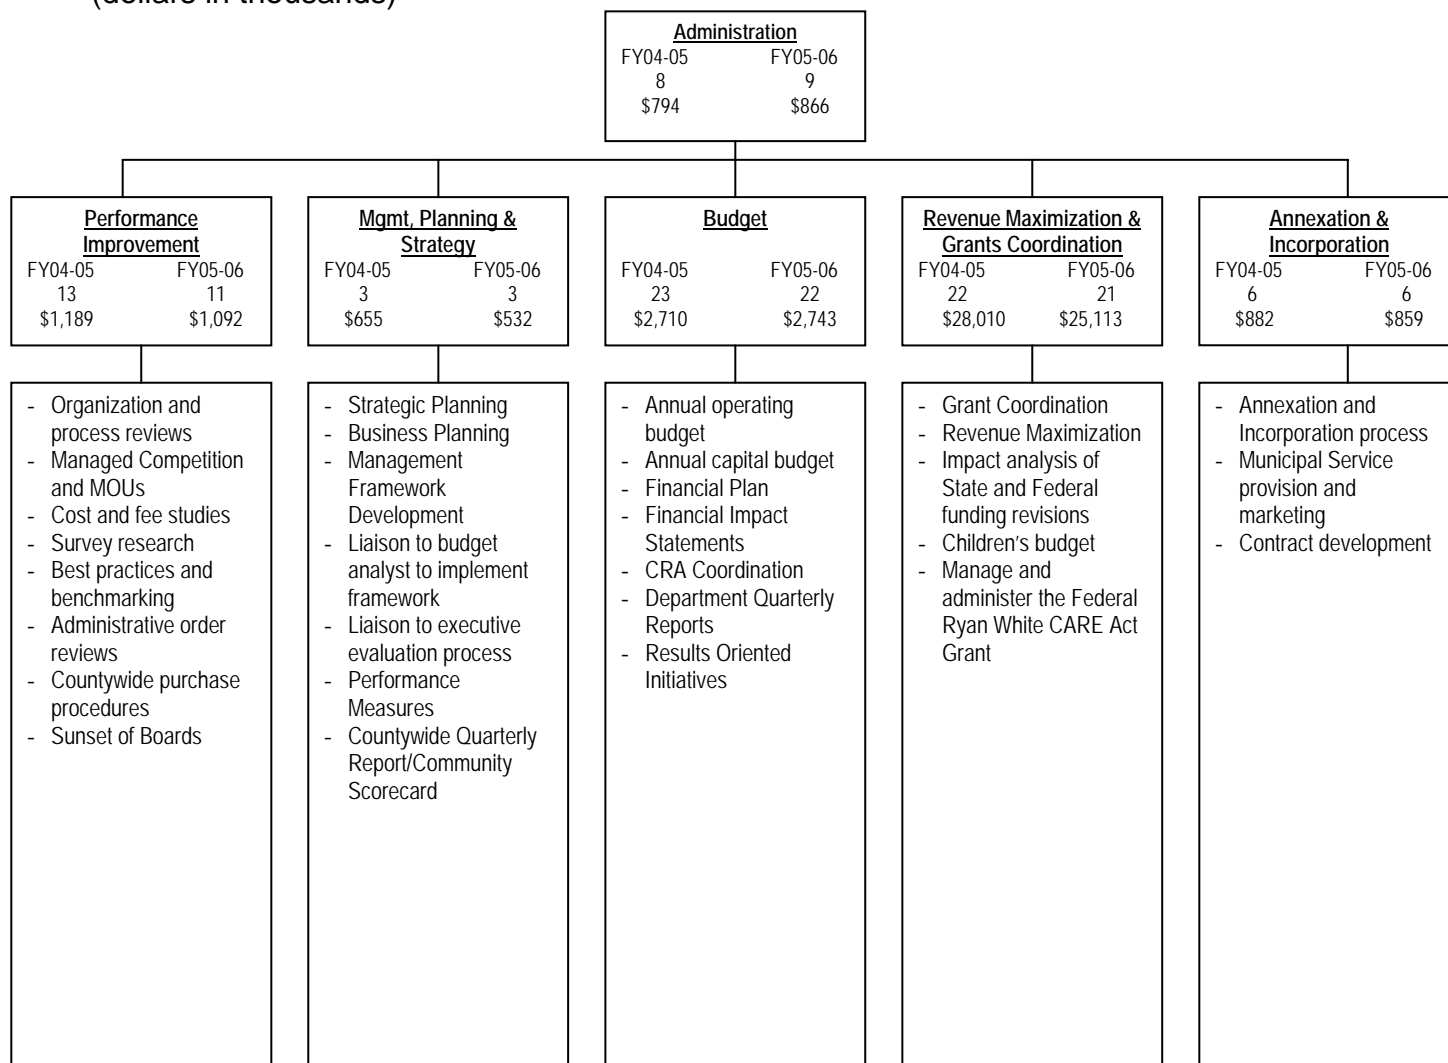 (dollars in thousands)
Administration
FY04-05 FY05-06
8 9
$794 $866
Performance
Improvement
FY04-05 FY05-06
13 11
$1,189 $1,092
Mgmt, Planning &
Strategy
FY04-05 FY05-06
3 3
$655 $532
Budget
FY04-05 FY05-06
23 22
$2,710 $2,743
Revenue Maximization &
Grants Coordination
FY04-05 FY05-06
22 21
$28,010 $25,113
Annexation &
Incorporation
FY04-05 FY05-06
6 6
$882 $859
- Organization and
process reviews
- Managed Competition
and MOUs
- Cost and fee studies
- Survey research
- Best practices and
benchmarking
- Administrative order
reviews
- Countywide purchase
procedures
- Sunset of Boards
- Strategic Planning
- Business Planning
- Management
Framework
Development
- Liaison to budget
analyst to implement
framework
- Liaison to executive
evaluation process
- Performance
Measures
- Countywide Quarterly
Report/Community
Scorecard
- Annual operating
budget
- Annual capital budget
- Financial Plan
- Financial Impact
Statements
- CRA Coordination
- Department Quarterly
Reports
- Results Oriented
Initiatives
- Grant Coordination
- Revenue Maximization
- Impact analysis of
State and Federal
funding revisions
- Children's budget
- Manage and
administer the Federal
Ryan White CARE Act
Grant
- Annexation and
Incorporation process
- Municipal Service
provision and
marketing
- Contract development